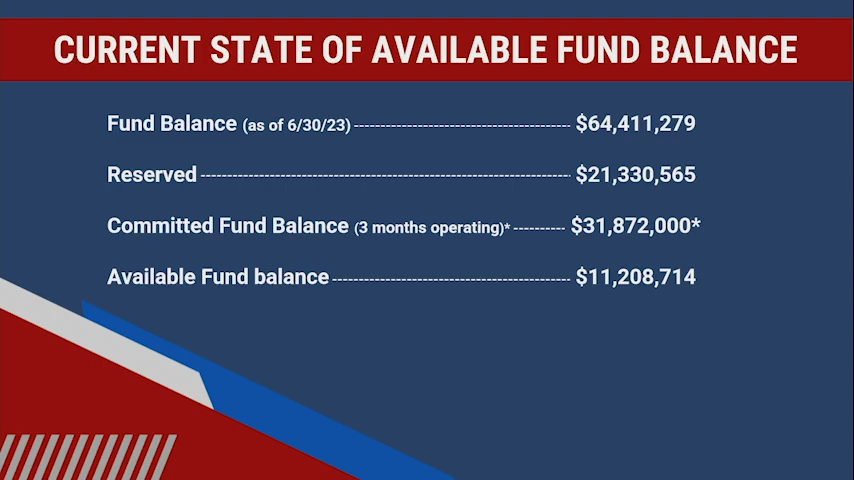 CURRENT STATE OF AVAILABLE FUND BALANCE
Fund Balance (as of 6/30/23) ---------------------------------------- $64,411,279
Reserved ---------------------------------------------------------------------- $21,330,565
Committed Fund Balance (3 months operating)* ---------- $31,872,000*
Available Fund balance --------------------------------------------- $11,208,714